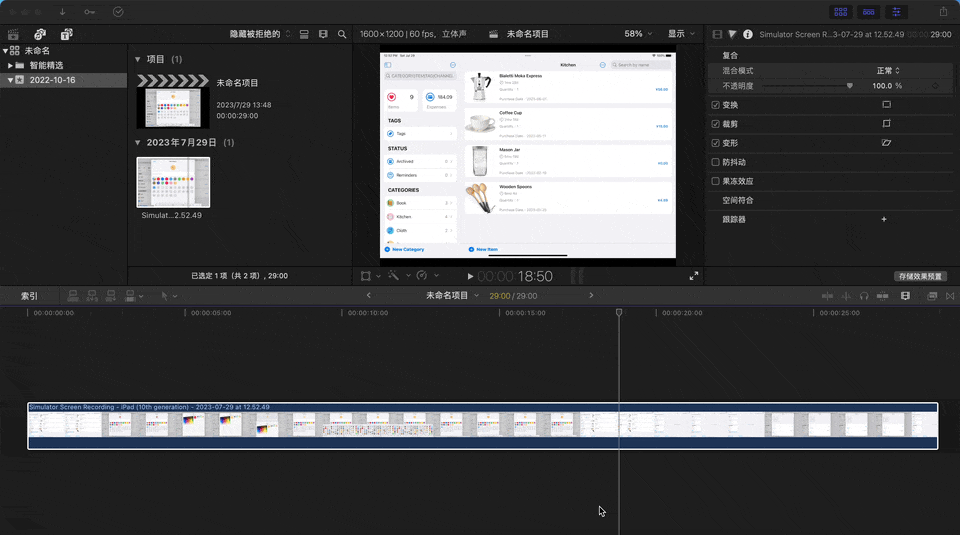 隐藏被拒绝的
1600×1200 | 60 fps, 立体声
未命名项目
58%
显示
Simulator Screen R...3-07-29 at 12.52.49
29:00
未命名
智能精选
2022-10-16
项目 (1)
未命名项目
2023/7/29 13:48
00:00:29:00
2023年7月29日 (1)
Simulat...2.52.49
已选定 1 项（共 2 项）, 29:00
Kitchen
Search by name
9
184.09
Items
Expenses
TAGS
Tags
STATUS
Archived
Reminders
CATEGORIES
Book
Kitchen
Cloth
New Category
Bialetti Moka Express
Coffee Cup
Mason Jar
Wooden Spoons
New Item
00:00:18:50
复合
混合模式
正常
不透明度
100.0 %
变换
裁剪
变形
防抖动
果冻效应
空间符合
跟踪器
存储效果预置
索引
未命名项目
29:00 / 29:00
00:00:00:00
00:00:05:00
00:00:10:00
00:00:15:00
00:00:20:00
00:00:25:00
Simulator Screen Recording - iPad (10th generation) - 2023-07-29 at 12.52.49